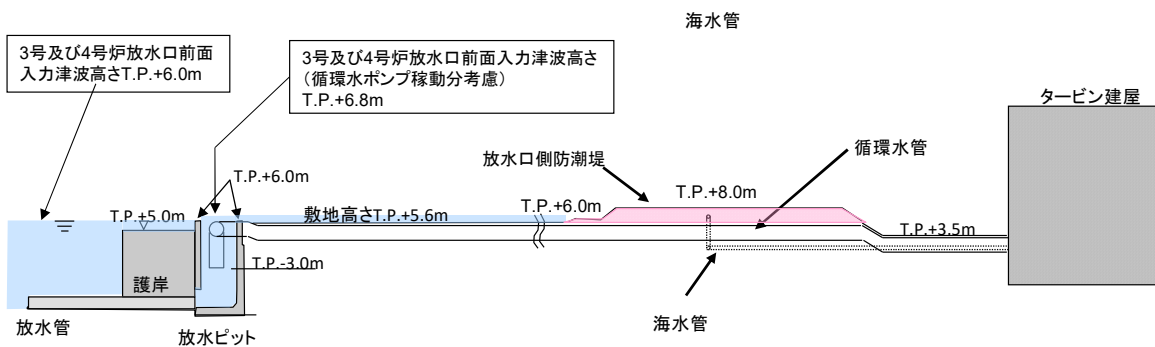 海水管
3号及び4号炉放水口前面
入力津波高さT.P.+6.0m
3号及び4号炉放水口前面入力津波高さ
（循環水ポンプ稼動分考慮）
T.P.+6.8m
タービン建屋
循環水管
放水口側防潮堤
T.P.+8.0m
T.P.+6.0m
T.P.+6.0m
T.P.+5.0m
敷地高さT.P.+5.6m
T.P.+3.5m
T.P.-3.0m
護岸
海水管
放水管
放水ピット